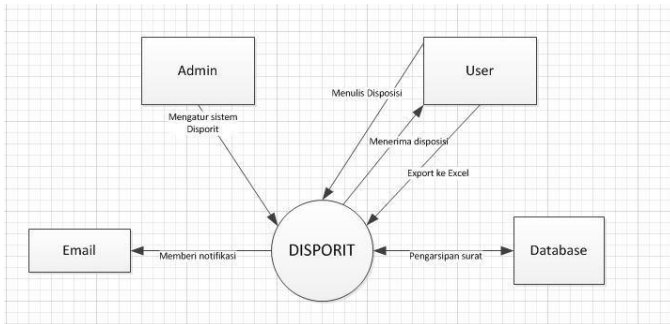 Admin
User
Menulis Disposisi
Mengatur sistem
Disporit
Menerima disposisi
Export ke Excel
Email
Memberi notifikasi
DISPORIT
Pengarsipan surat
Database